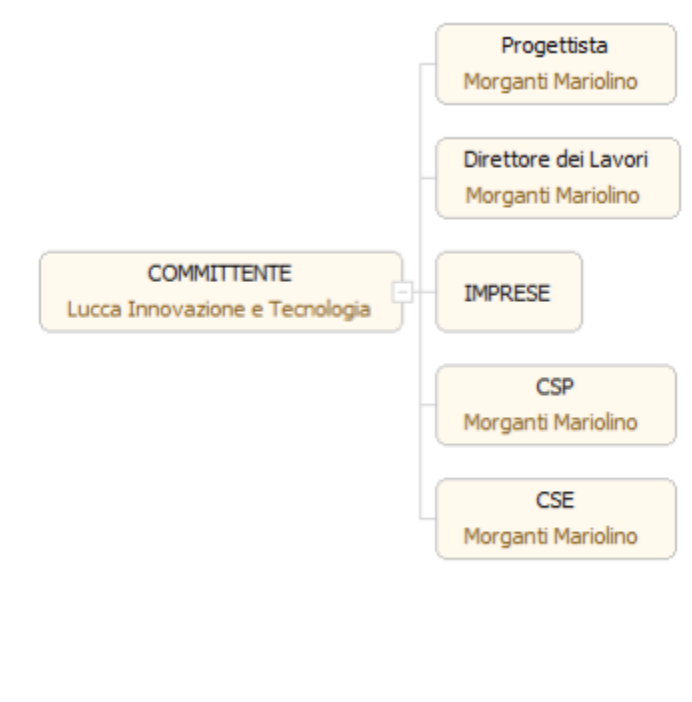 Progettista
Morganti Mariolino
Direttore dei Lavori
Morganti Mariolino
COMMITTENTE
Lucca Innovazione e Tecnologia
IMPRESE
CSP
Morganti Mariolino
CSE
Morganti Mariolino